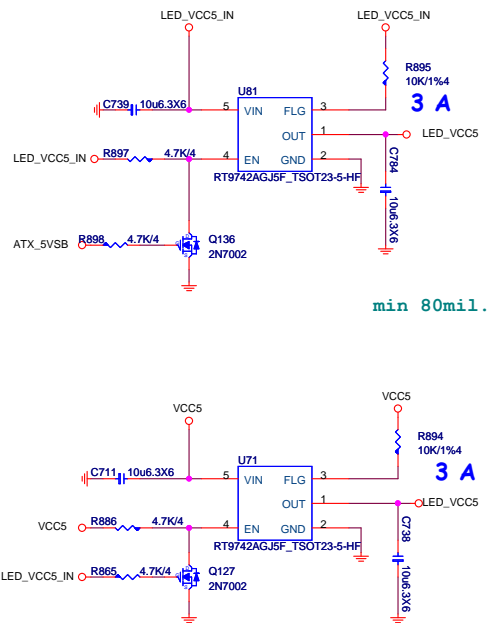 LED_VCC5_IN
LED_VCC5_IN
R895
10K/1%4
3 A
U81
C739 10u6.3X6
5 VIN FLG 3
OUT 1 LED_VCC5
LED_VCC5_IN R897 4.7K/4 4 EN GND 2
RT9742AGJ5F_TSOT23-5-HF
C784
10u6.3X6
ATX_5VSB R898 4.7K/4
Q136
2N7002
min 80mil.
VCC5
VCC5
R894
10K/1%4
3 A
U71
C711 10u6.3X6
5 VIN FLG 3
OUT 1 LED_VCC5
VCC5 R886 4.7K/4 4 EN GND 2
RT9742AGJ5F_TSOT23-5-HF
C738
10u6.3X6
LED_VCC5_IN R865 4.7K/4
Q127
2N7002